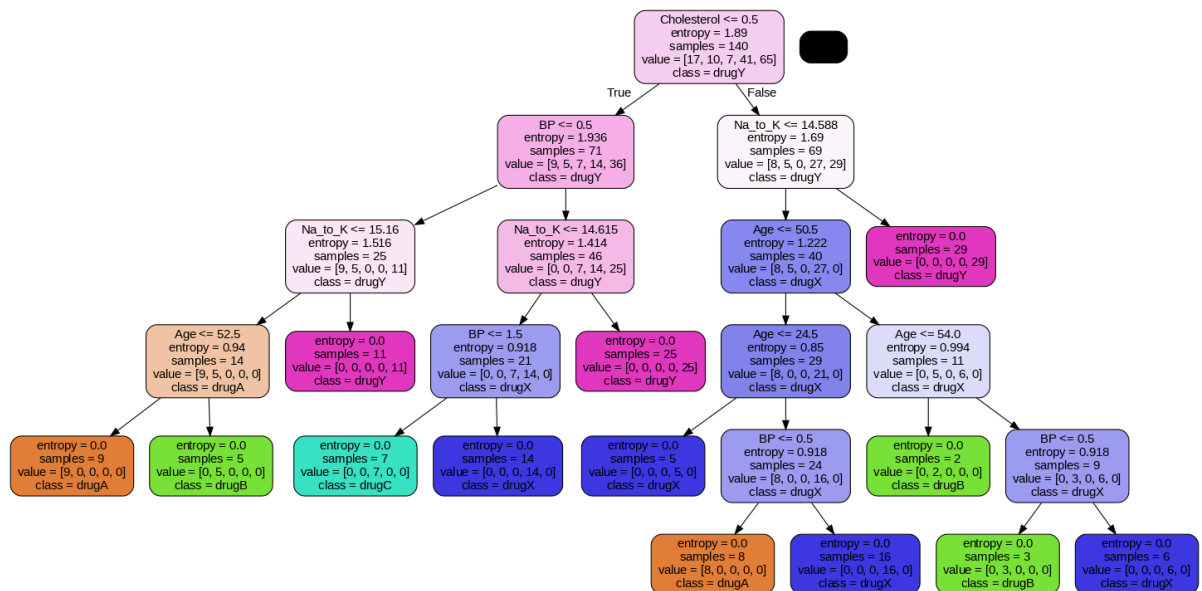 Cholesterol <= 0.5
entropy = 1.89
samples = 140
value = [17, 10, 7, 41, 65]
class = drugY
True
False
BP <= 0.5
entropy = 1.936
samples = 71
value = [9, 5, 7, 14, 36]
class = drugY
Na_to_K <= 14.588
entropy = 1.69
samples = 69
value = [8, 5, 0, 27, 29]
class = drugY
Na_to_K <= 15.16
entropy = 1.516
samples = 25
value = [9, 5, 0, 0, 11]
class = drugY
Na_to_K <= 14.615
entropy = 1.414
samples = 46
value = [0, 0, 7, 14, 25]
class = drugY
Age <= 50.5
entropy = 1.222
samples = 40
value = [8, 5, 0, 27, 0]
class = drugX
entropy = 0.0
samples = 29
value = [0, 0, 0, 0, 29]
class = drugY
Age <= 52.5
entropy = 0.94
samples = 14
value = [9, 5, 0, 0, 0]
class = drugA
entropy = 0.0
samples = 11
value = [0, 0, 0, 0, 11]
class = drugY
BP <= 1.5
entropy = 0.918
samples = 21
value = [0, 0, 7, 14, 0]
class = drugX
entropy = 0.0
samples = 25
value = [0, 0, 0, 0, 25]
class = drugY
Age <= 24.5
entropy = 0.85
samples = 29
value = [8, 0, 0, 21, 0]
class = drugX
Age <= 54.0
entropy = 0.994
samples = 11
value = [0, 5, 0, 6, 0]
class = drugX
entropy = 0.0
samples = 9
value = [9, 0, 0, 0, 0]
class = drugA
entropy = 0.0
samples = 5
value = [0, 5, 0, 0, 0]
class = drugB
entropy = 0.0
samples = 7
value = [0, 0, 7, 0, 0]
class = drugC
entropy = 0.0
samples = 14
value = [0, 0, 0, 14, 0]
class = drugX
entropy = 0.0
samples = 5
value = [0, 0, 0, 5, 0]
class = drugX
BP <= 0.5
entropy = 0.918
samples = 24
value = [8, 0, 0, 16, 0]
class = drugX
entropy = 0.0
samples = 2
value = [0, 2, 0, 0, 0]
class = drugB
BP <= 0.5
entropy = 0.918
samples = 9
value = [0, 3, 0, 6, 0]
class = drugX
entropy = 0.0
samples = 8
value = [8, 0, 0, 0, 0]
class = drugA
entropy = 0.0
samples = 16
value = [0, 0, 0, 16, 0]
class = drugX
entropy = 0.0
samples = 3
value = [0, 3, 0, 0, 0]
class = drugB
entropy = 0.0
samples = 6
value = [0, 0, 0, 6, 0]
class = drugX